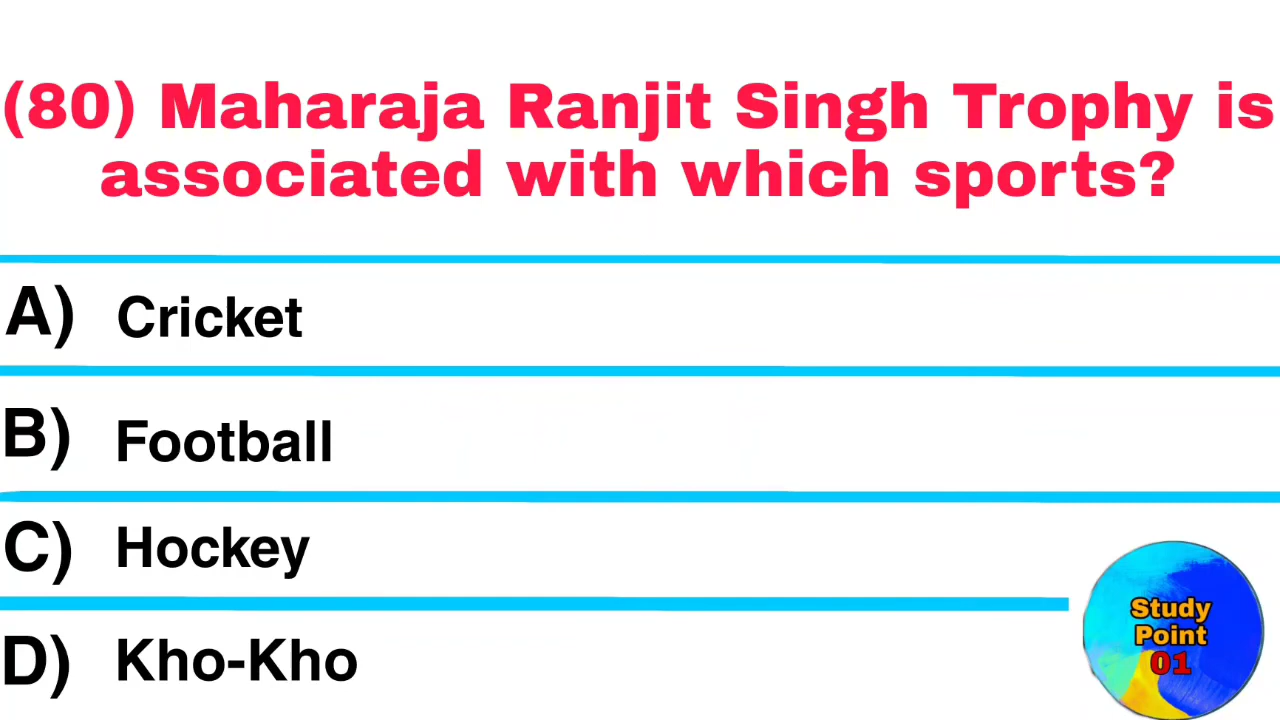 (80) Maharaja Ranjit Singh Trophy is
associated with which sports?
A) Cricket
B) Football
C) Hockey
D) Kho-Kho
Study
Point
01